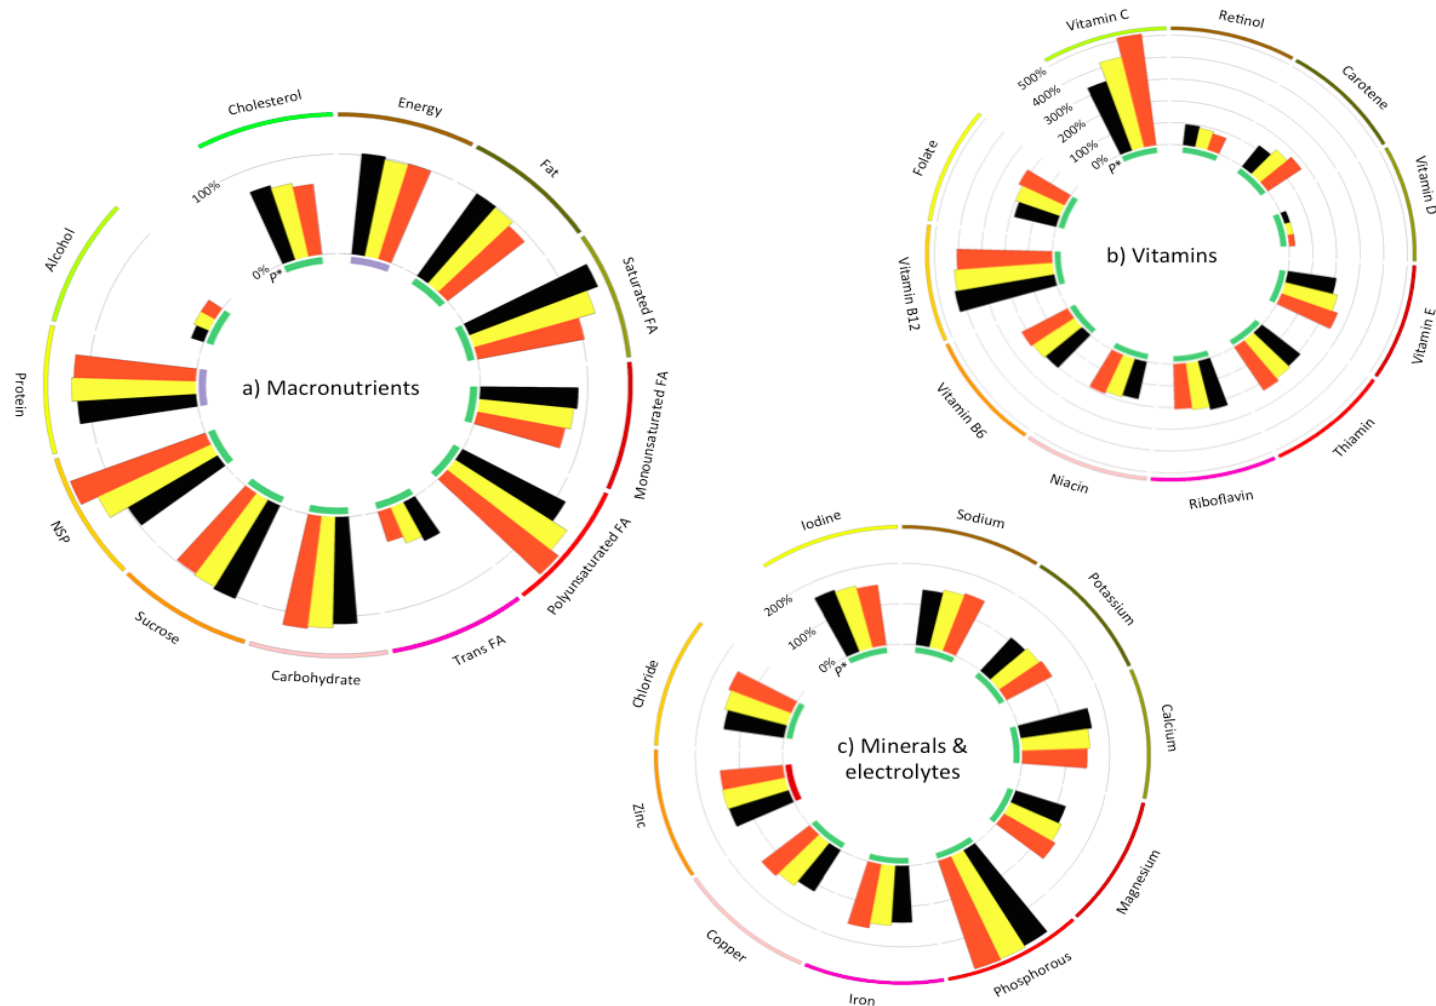 Cholesterol
Energy
Fat
Saturated FA
Monounsaturated FA
Polyunsaturated FA
Trans FA
Carbohydrate
Sucrose
NSP
Protein
Alcohol
100%
0%
P*
a) Macronutrients
Vitamin C
Retinol
Carotene
Vitamin D
Vitamin E
Thiamin
Riboflavin
Niacin
Vitamin B6
Vitamin B12
Folate
500%
400%
300%
200%
100%
0%
P*
b) Vitamins
Iodine
Sodium
Potassium
Calcium
Magnesium
Phosphorous
Iron
Copper
Zinc
Chloride
200%
100%
0%
P*
c) Minerals &
electrolytes